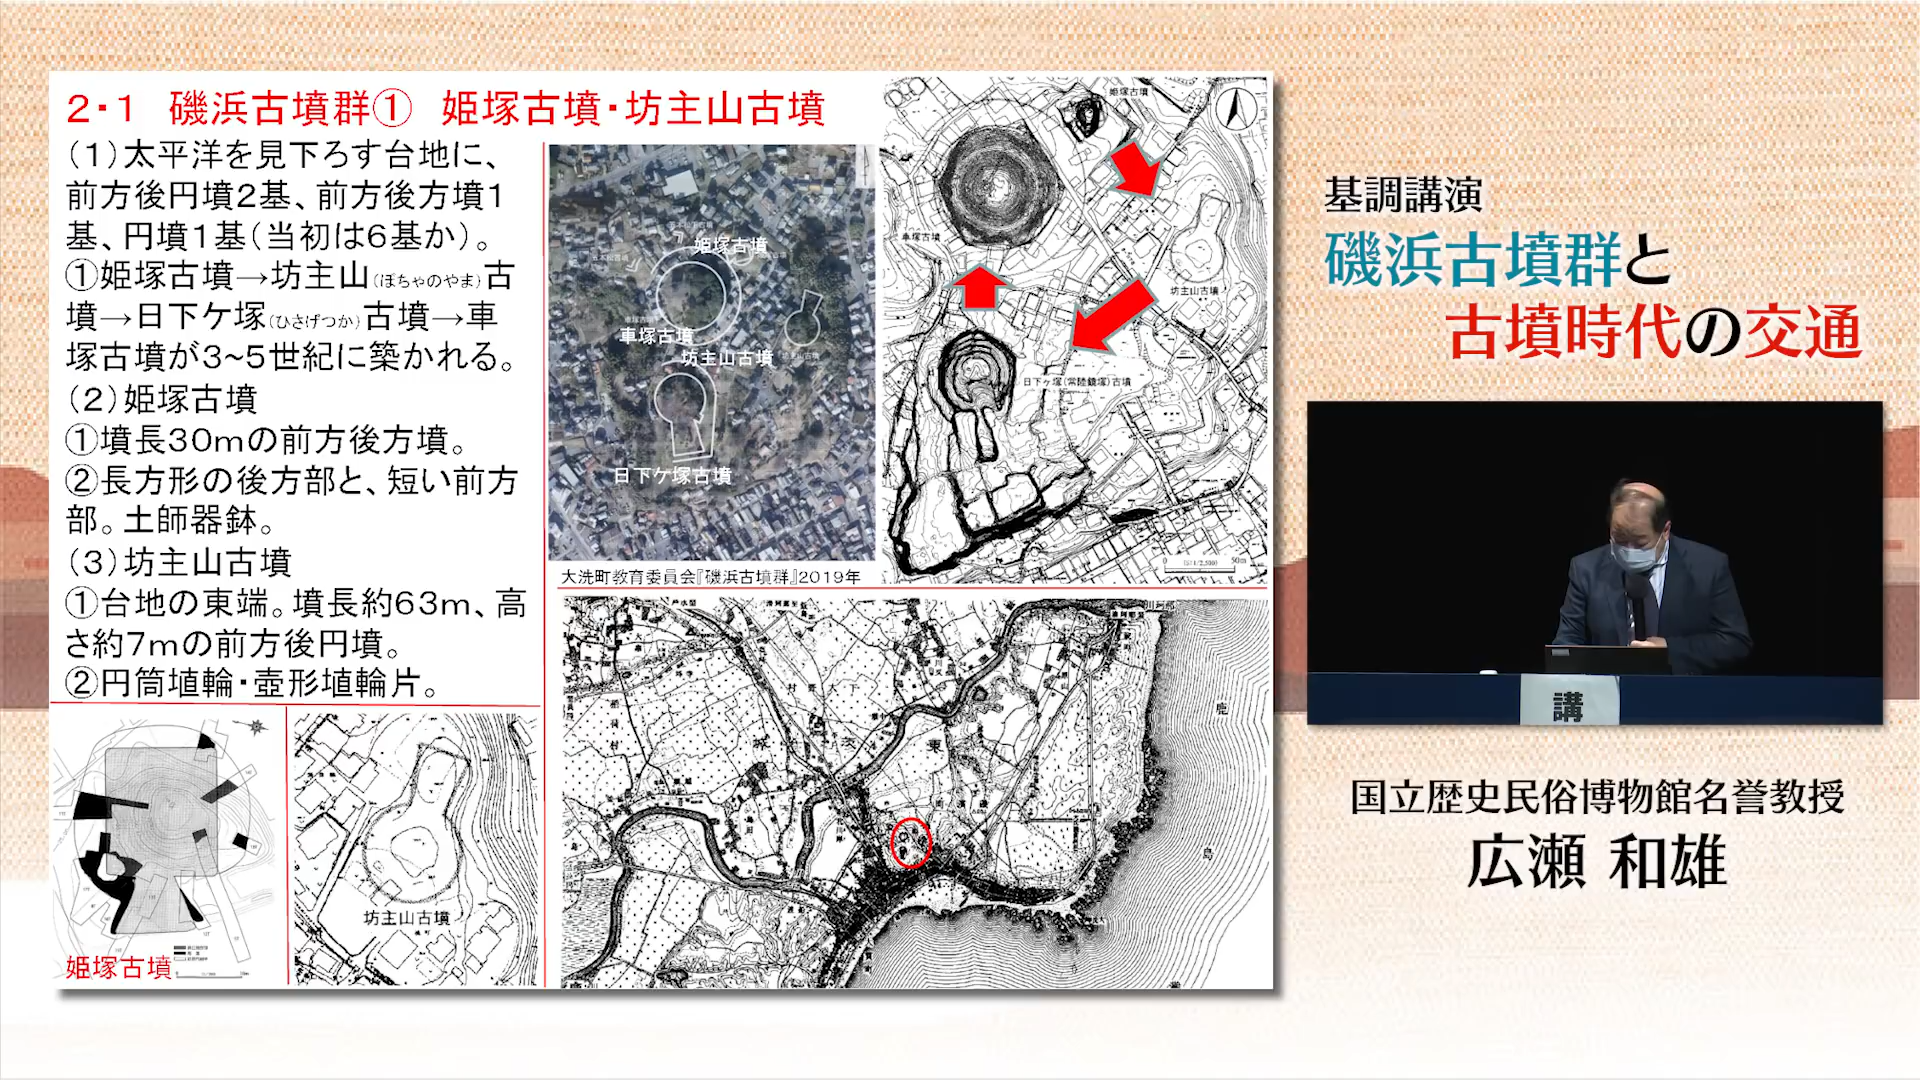 2・1 磯浜古墳群① 姫塚古墳・坊主山古墳
(1)太平洋を見下ろす台地に、
前方後円墳2基、前方後方墳1
基、円墳1基(当初は6基か)。
①姫塚古墳→坊主山(ぼちゃのやま)古
墳→日下ケ塚(ひさげつか)古墳→車
塚古墳が3~5世紀に築かれる。
(2)姫塚古墳
①墳長30mの前方後方墳。
②長方形の後方部と、短い前方
部。土師器鉢。
(3)坊主山古墳
①台地の東端。墳長約63m、高
さ約7mの前方後円墳。
②円筒埴輪・壺形埴輪片。
姫塚古墳
車塚古墳
坊主山古墳
日下ケ塚古墳
大洗町教育委員会『磯浜古墳群』2019年
姫塚古墳
車塚古墳
坊主山古墳
日下ヶ塚(常陸鏡塚)古墳
50m
姫塚古墳
坊主山古墳
鹿
島
東
基調講演
磯浜古墳群と
古墳時代の交通
講
国立歴史民俗博物館名誉教授
広瀬 和雄